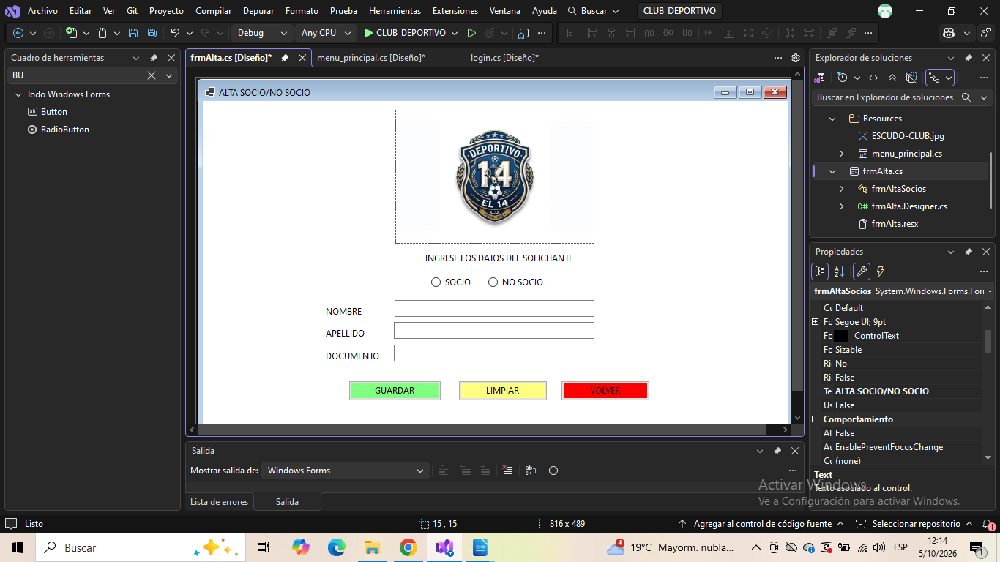 Archivo Editar Ver Git Proyecto Compilar Depurar Formato Prueba Herramientas Extensiones Ventana Ayuda Buscar CLUB_DEPORTIVO
Debug Any CPU CLUB_DEPORTIVO
Cuadro de herramientas
BU
Todo Windows Forms
Button
RadioButton
frmAlta.cs [Diseño]* menu_principal.cs [Diseño]* login.cs [Diseño]*
ALTA SOCIO/NO SOCIO
DEPORTIVO
14
EL 14
C.D.
INGRESE LOS DATOS DEL SOLICITANTE
SOCIO NO SOCIO
NOMBRE
APELLIDO
DOCUMENTO
GUARDAR LIMPIAR VOLVER
Salida
Mostrar salida de: Windows Forms
Lista de errores Salida
Explorador de soluciones
Buscar en Explorador de soluciones
Resources
ESCUDO-CLUB.jpg
menu_principal.cs
frmAlta.cs
frmAltaSocios
frmAlta.Designer.cs
frmAlta.resx
Propiedades
frmAltaSocios System.Windows.Forms.Forr
Cu Default
Fc Segoe UI; 9pt
Fc ControlText
Fc Sizable
Ri No
Ri False
Te ALTA SOCIO/NO SOCIO
Us False
Comportamiento
Al False
Au EnablePreventFocusChange
Cc (none)
Text
Texto asociado al control.
Activar Windows
Ve a Configuración para activar Windows.
Listo 15 , 15 816 x 489 Agregar al control de código fuente Seleccionar repositorio 1
Buscar 4 19°C Mayorm. nubla... ESP 12:14
5/10/2026 1